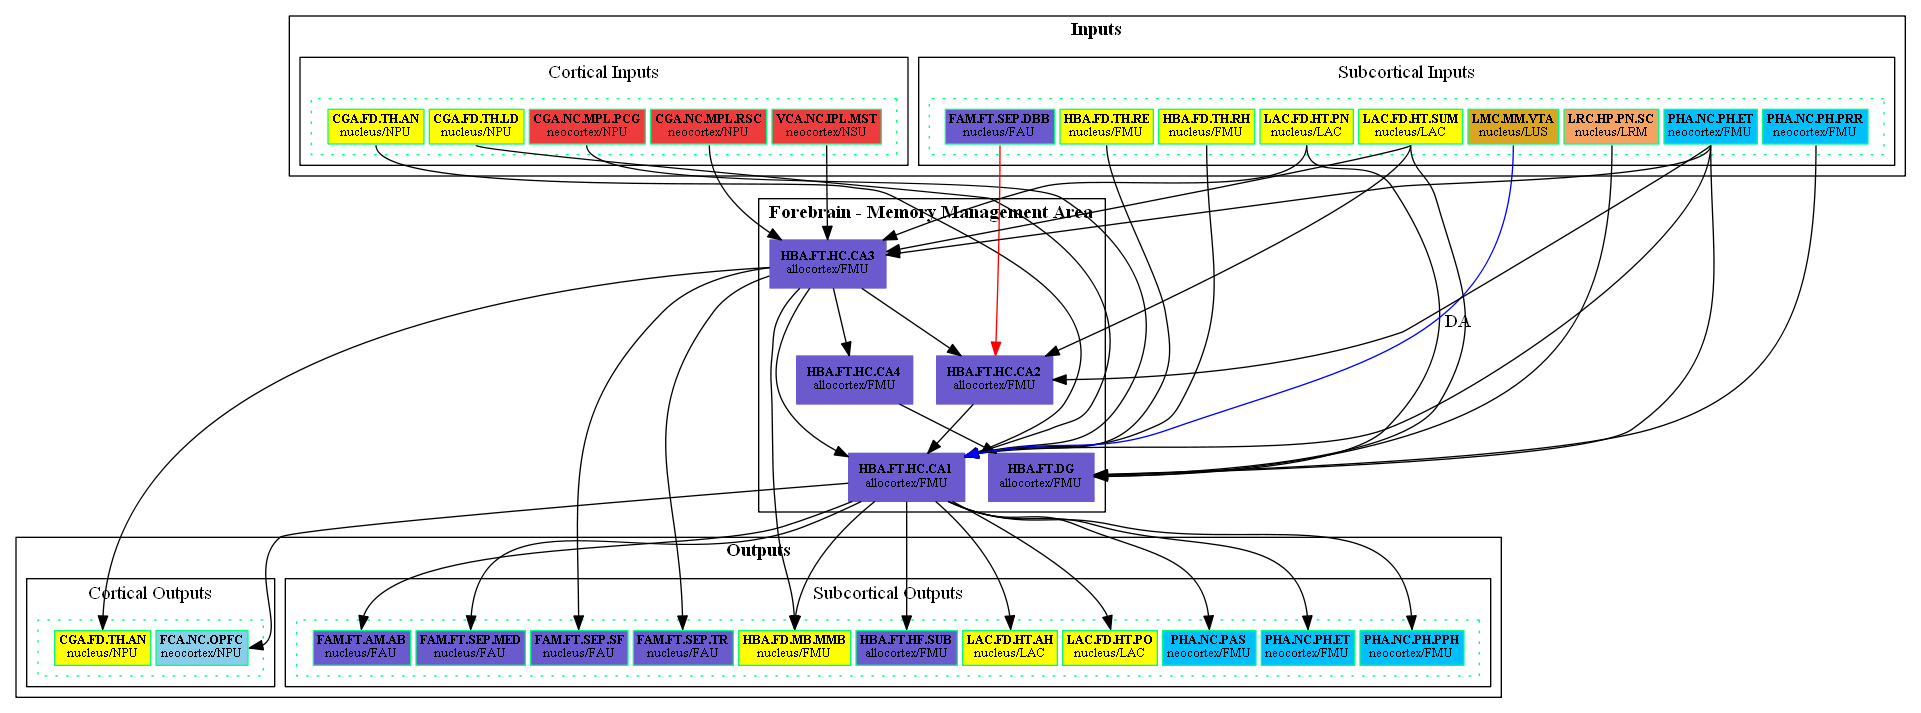 Inputs
Cortical Inputs
Subcortical Inputs
CGA.FD.TH.AN
nucleus/NPU
CGA.FD.TH.LD
nucleus/NPU
CGA.NC.MPL.PCG
neocortex/NPU
CGA.NC.MPL.RSC
neocortex/NPU
VCA.NC.IPL.MST
neocortex/NSU
FAM.FT.SEP.DBB
nucleus/FAU
HBA.FD.TH.RE
nucleus/FMU
HBA.FD.TH.RH
nucleus/FMU
LAC.FD.HT.PN
nucleus/LAC
LAC.FD.HT.SUM
nucleus/LAC
LMC.MM.VTA
nucleus/LUS
LRC.HP.PN.SC
nucleus/LRM
PHA.NC.PH.ET
neocortex/FMU
PHA.NC.PH.PRR
neocortex/FMU
Forebrain - Memory Management Area
HBA.FT.HC.CA3
allocortex/FMU
DA
HBA.FT.HC.CA4
allocortex/FMU
HBA.FT.HC.CA2
allocortex/FMU
HBA.FT.HC.CA1
allocortex/FMU
HBA.FT.DG
allocortex/FMU
Outputs
Cortical Outputs
Subcortical Outputs
CGA.FD.TH.AN
nucleus/NPU
FCA.NC.OPFC
neocortex/NPU
FAM.FT.AM.AB
nucleus/FAU
FAM.FT.SEP.MED
nucleus/FAU
FAM.FT.SEP.SF
nucleus/FAU
FAM.FT.SEP.TR
nucleus/FAU
HBA.FD.MB.MMB
nucleus/FMU
HBA.FT.HF.SUB
allocortex/FMU
LAC.FD.HT.AH
nucleus/LAC
LAC.FD.HT.PO
nucleus/LAC
PHA.NC.PAS
neocortex/FMU
PHA.NC.PH.ET
neocortex/FMU
PHA.NC.PH.PPH
neocortex/FMU